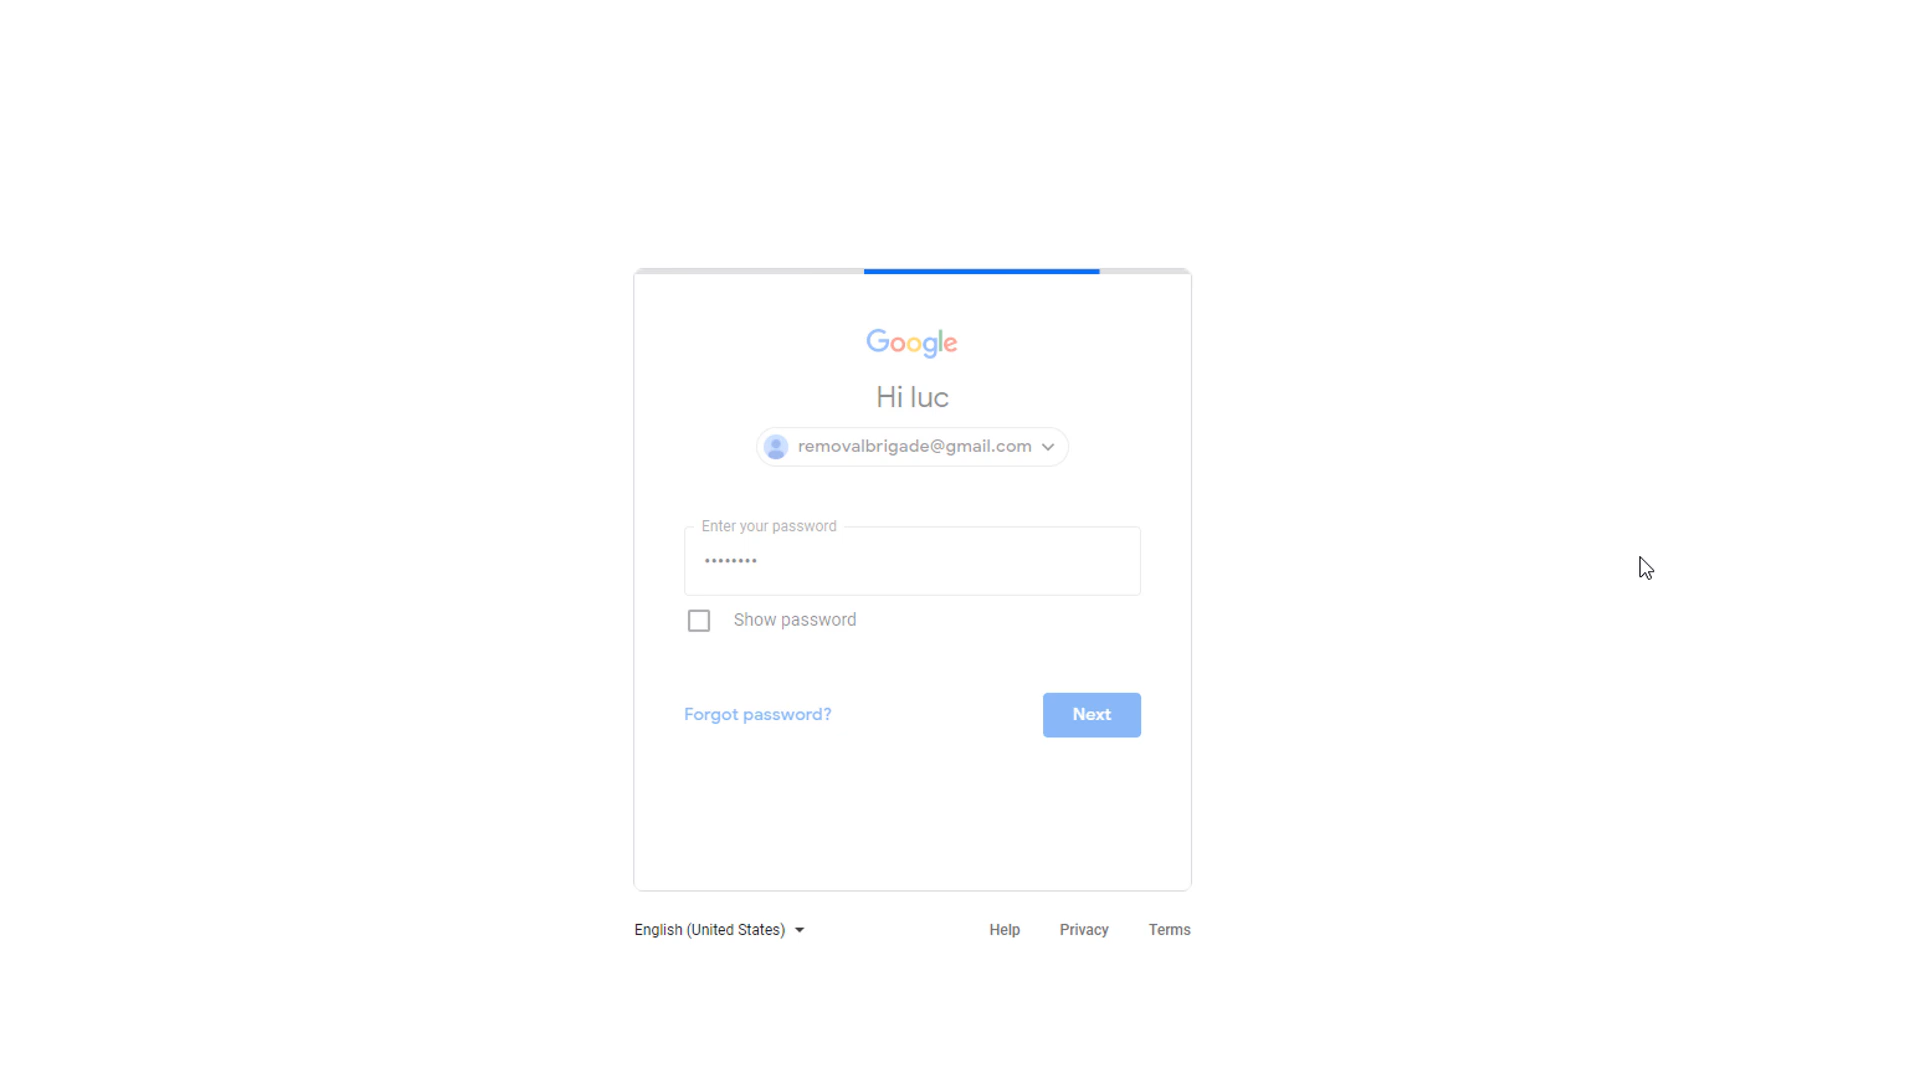 Google
Hi luc
removalbrigade@gmail.com
Enter your password
••••••••
Show password
Forgot password?
Next
English (United States)
Help Privacy Terms